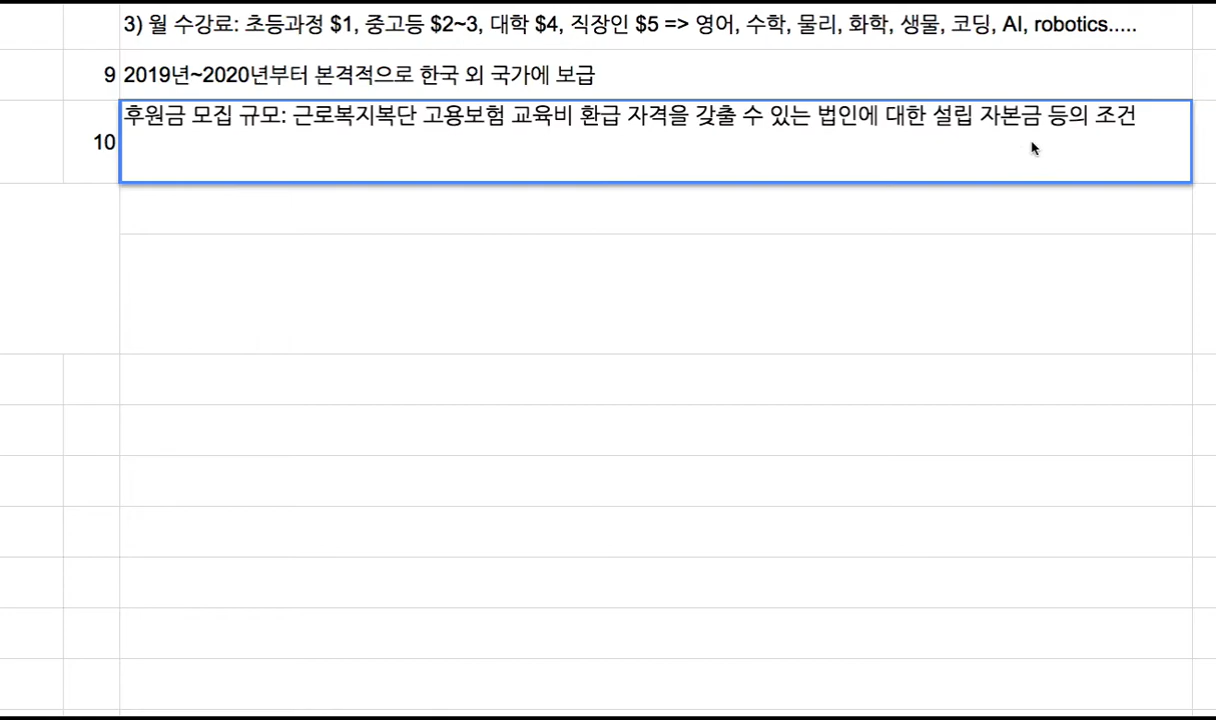 3) 월 수강료: 초등과정 $1, 중고등 $2~3, 대학 $4, 직장인 $5 => 영어, 수학, 물리, 화학, 생물, 코딩, AI, robotics.....
9 2019년~2020년부터 본격적으로 한국 외 국가에 보급
10 후원금 모집 규모: 근로복지복단 고용보험 교육비 환급 자격을 갖출 수 있는 법인에 대한 설립 자본금 등의 조건